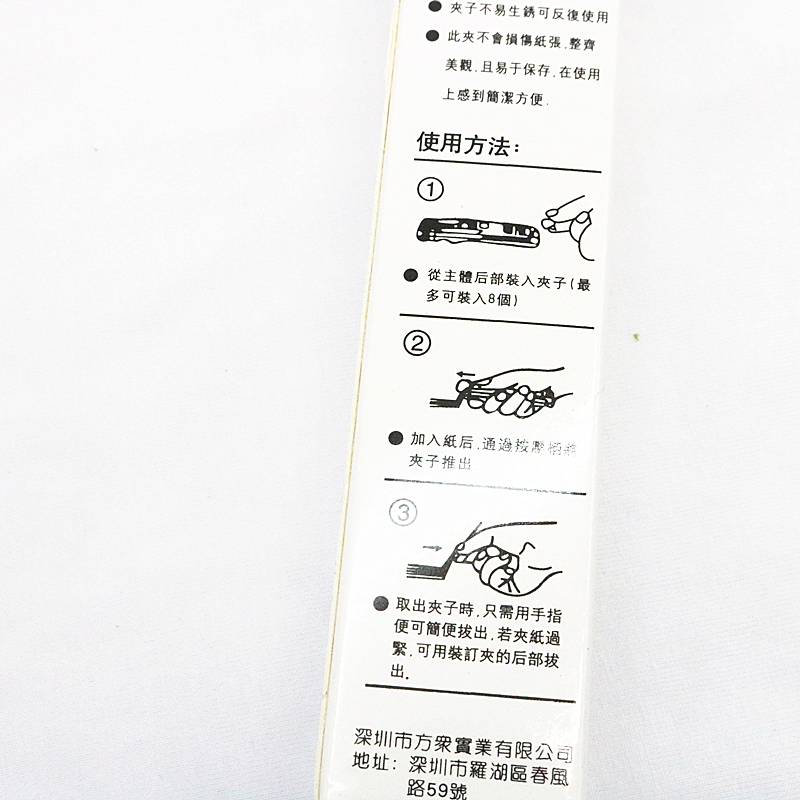 ● 夾子不易生銹可反復使用
● 此夾不會損傷紙張,整齊
美觀,且易于保存,在使用
上感到簡潔方便.
使用方法:
①
● 從主體后部裝入夾子(最
多可裝入8個)
②
● 加入紙后,通過按壓柄將
夾子推出
③
● 取出夾子時,只需用手指
便可簡便拔出,若夾紙過
緊,可用裝訂夾的后部拔
出.
深圳市方衆實業有限公司
地址: 深圳市羅湖區春風
路59號